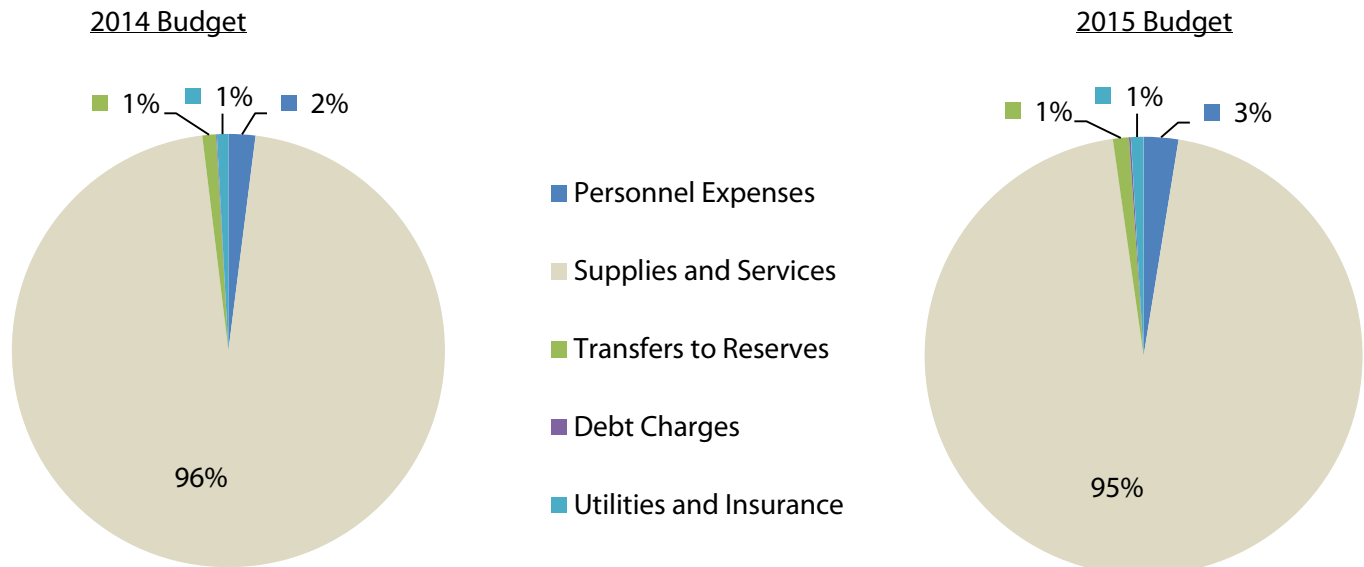 2014 Budget
1%
1%
2%
96%
Personnel Expenses
Supplies and Services
Transfers to Reserves
Debt Charges
Utilities and Insurance
2015 Budget
1%
1%
3%
95%